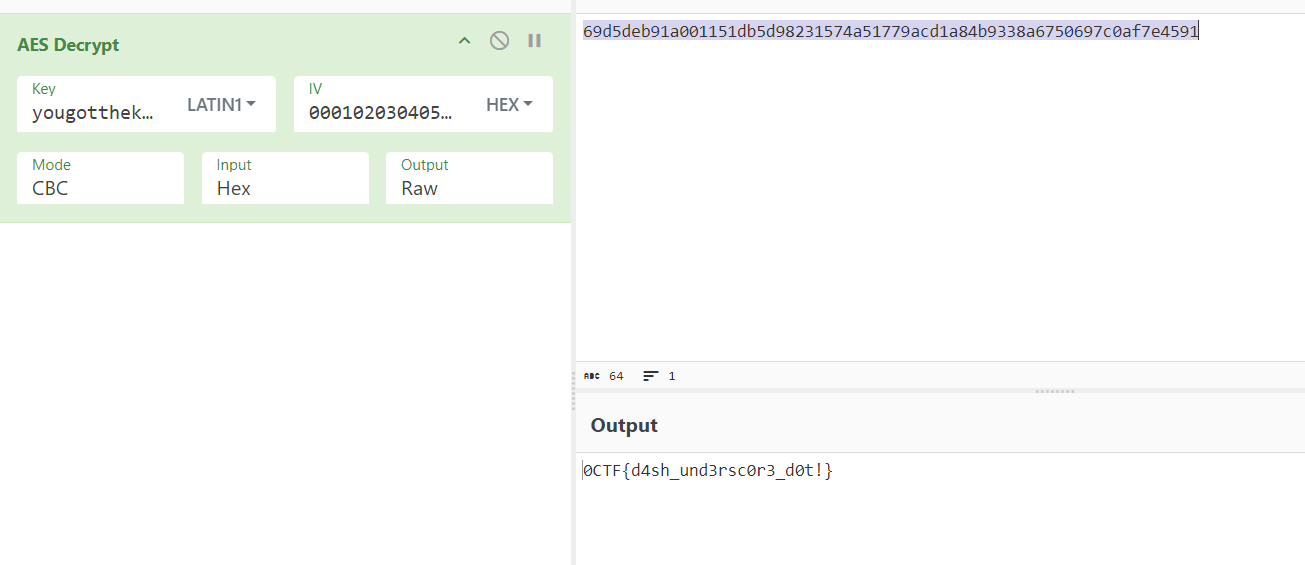 AES Decrypt
Key
yougotthek…
LATIN1
IV
000102030405…
HEX
Mode
CBC
Input
Hex
Output
Raw
69d5deb91a001151db5d98231574a51779acd1a84b9338a6750697c0af7e4591
ABC 64 1
Output
0CTF{d4sh_und3rsc0r3_d0t!}